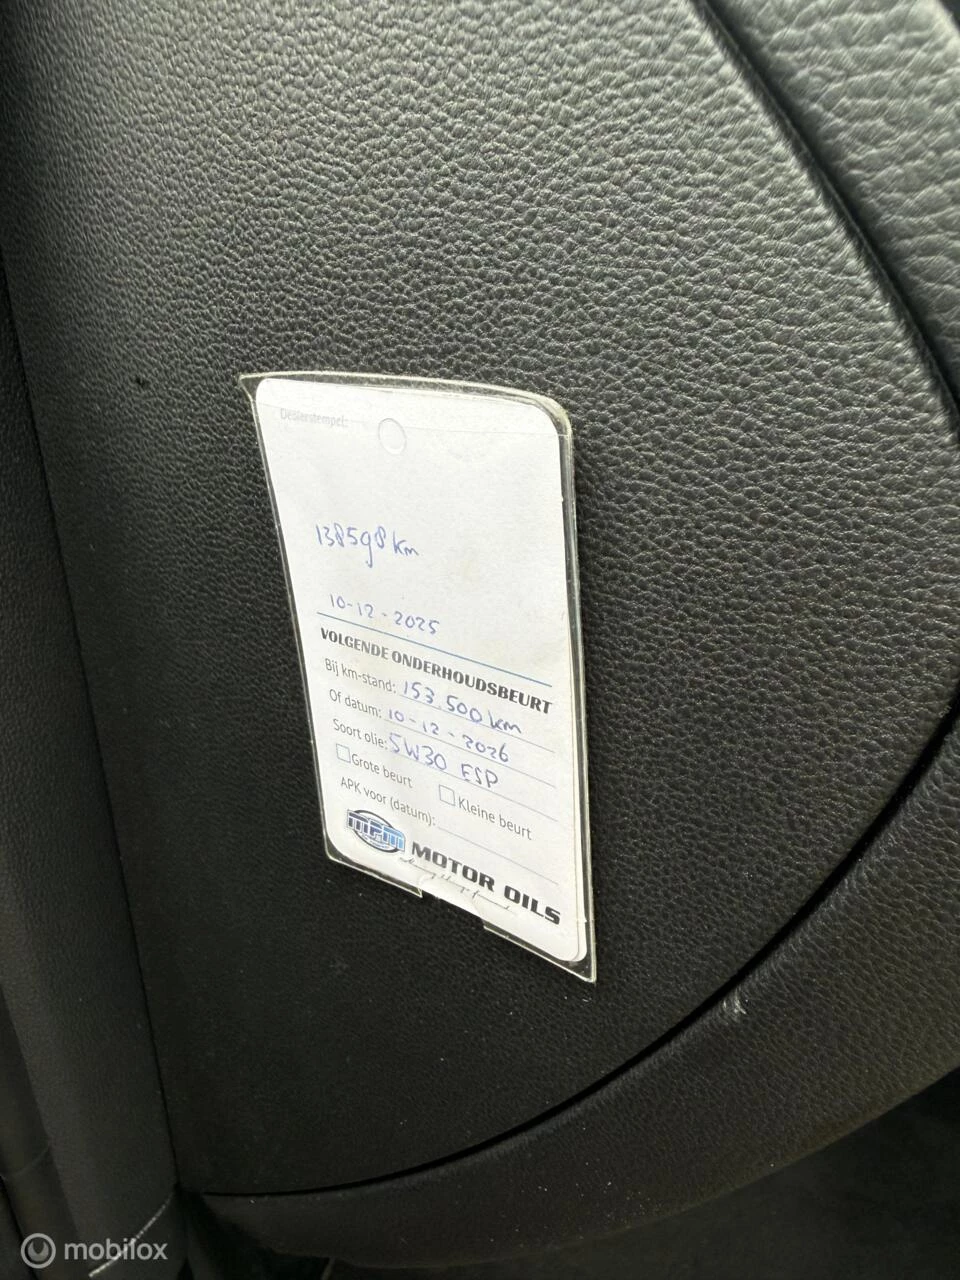 Dealerstempel:
138598 km
10-12-2025
VOLGENDE ONDERHOUDSBEURT
Bij km-stand: 153.500 km
Of datum: 10-12-2026
Soort olie: 5W30 ESP
Grote beurt
Kleine beurt
APK voor (datum):
MPM MOTOR OILS
mobilox